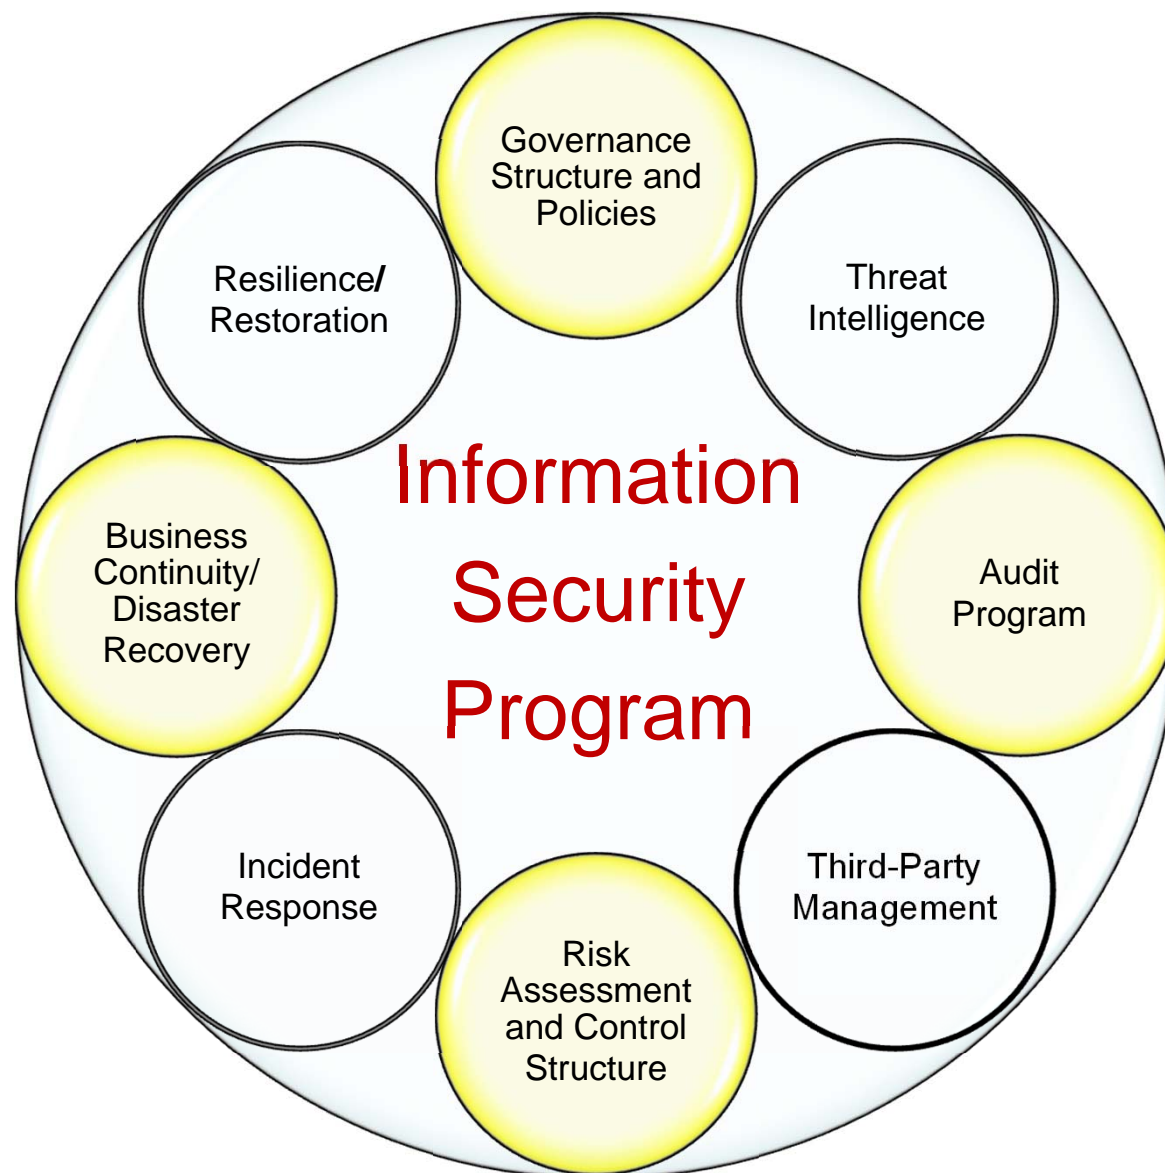 Governance
Structure and
Policies
Resilience/
Restoration
Threat
Intelligence
Information
Security
Program
Business
Continuity/
Disaster
Recovery
Audit
Program
Incident
Response
Third-Party
Management
Risk
Assessment
and Control
Structure